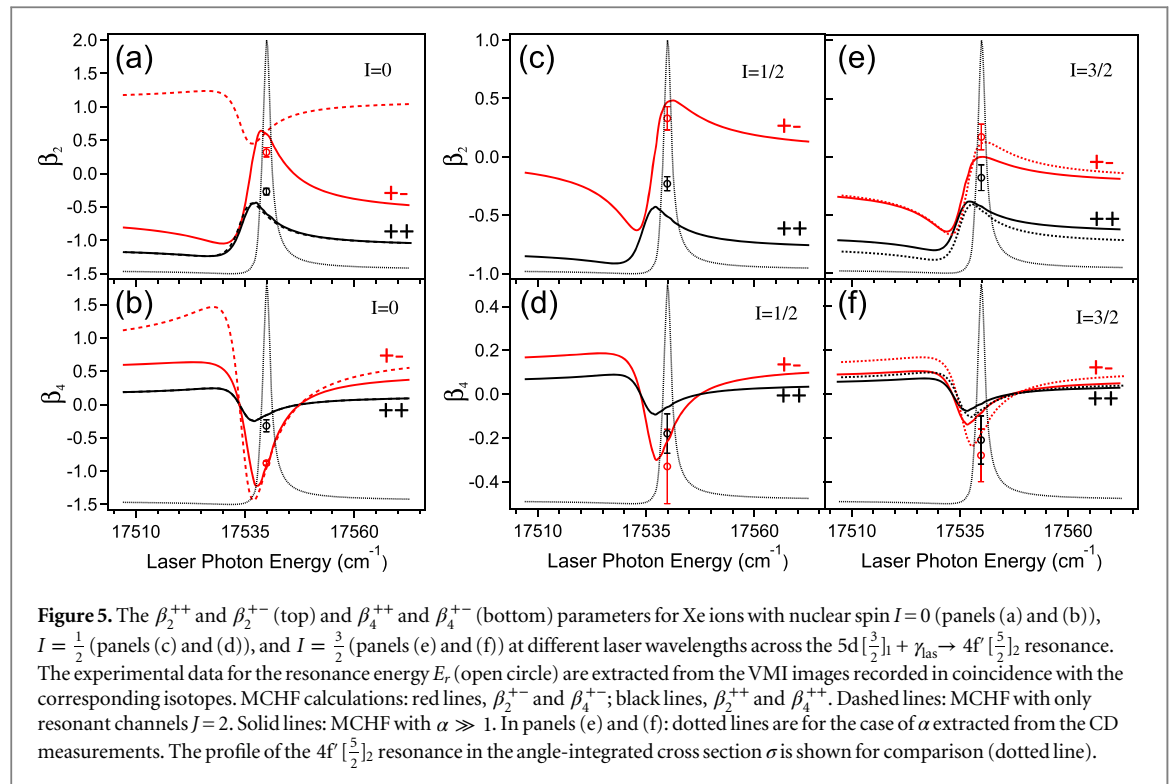 (a)
I=0
2.0
1.5
1.0
0.5
0.0
-0.5
-1.0
-1.5
β₂
+-
++
(c)
I=1/2
1.0
0.5
0.0
-0.5
-1.0
+-
++
(e)
I=3/2
+-
++
(b)
I=0
1.5
1.0
0.5
0.0
-0.5
-1.0
-1.5
β₄
+-
++
17510
17535
17560
Laser Photon Energy (cm⁻¹)
(d)
I=1/2
0.4
0.2
0.0
-0.2
-0.4
+-
++
17510
17535
17560
Laser Photon Energy (cm⁻¹)
(f)
I=3/2
+-
++
17510
17535
17560
Laser Photon Energy (cm⁻¹)
Figure 5. The β₂⁺⁺ and β₂⁺⁻ (top) and β₄⁺⁺ and β₄⁺⁻ (bottom) parameters for Xe ions with nuclear spin I = 0 (panels (a) and (b)),
I = 1/2 (panels (c) and (d)), and I = 3/2 (panels (e) and (f)) at different laser wavelengths across the 5d[3/2]₁ + γlas→ 4f′[5/2]₂ resonance.
The experimental data for the resonance energy Eᵣ (open circle) are extracted from the VMI images recorded in coincidence with the
corresponding isotopes. MCHF calculations: red lines, β₂⁺⁻ and β₄⁺⁻; black lines, β₂⁺⁺ and β₄⁺⁺. Dashed lines: MCHF with only
resonant channels J = 2. Solid lines: MCHF with α ≫ 1. In panels (e) and (f): dotted lines are for the case of α extracted from the CD
measurements. The profile of the 4f′[5/2]₂ resonance in the angle-integrated cross section σ is shown for comparison (dotted line).